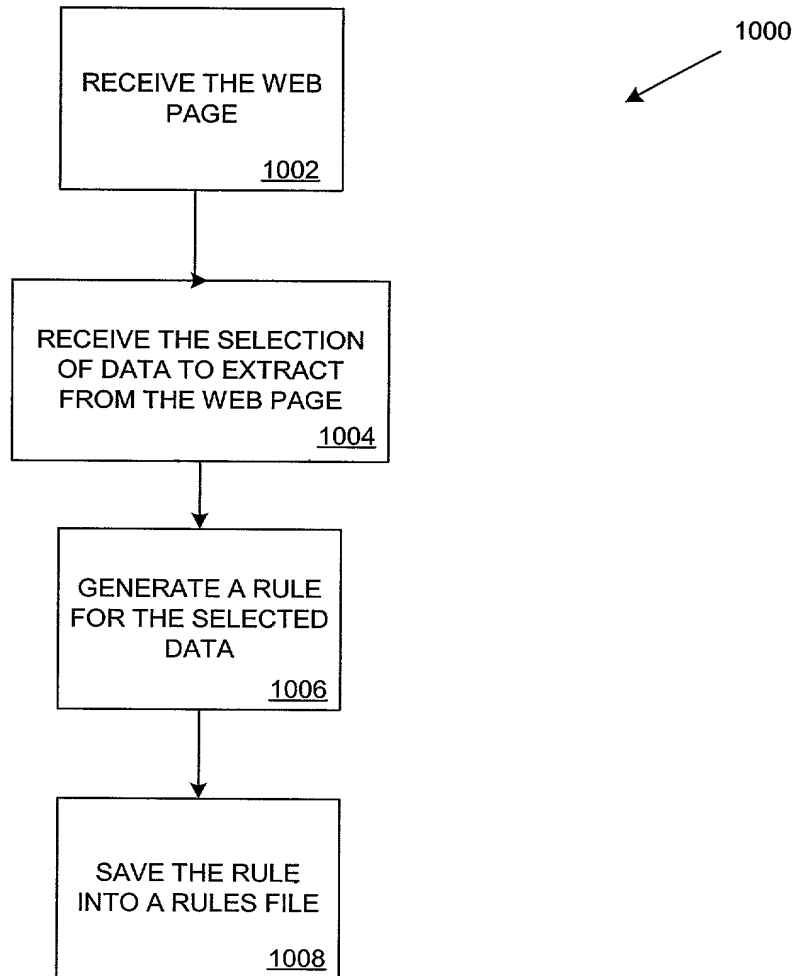 1000
RECEIVE THE WEB
PAGE
1002
RECEIVE THE SELECTION
OF DATA TO EXTRACT
FROM THE WEB PAGE
1004
GENERATE A RULE
FOR THE SELECTED
DATA
1006
SAVE THE RULE
INTO A RULES FILE
1008